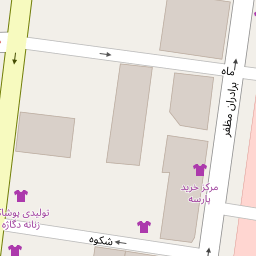 ماه
برادران مظفر
مرکز خرید
پارسه
تولیدی پوشاک
زنانه دگاژه
شکوه